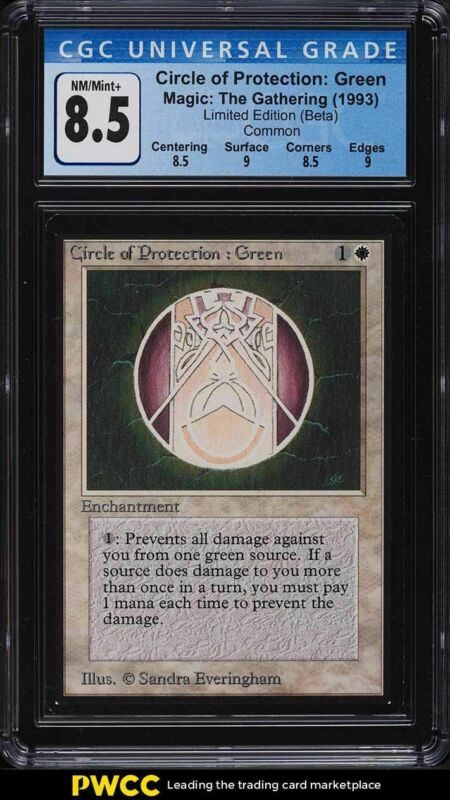 CGC UNIVERSAL GRADE
NM/Mint+
8.5
Circle of Protection: Green
Magic: The Gathering (1993)
Limited Edition (Beta)
Common
Centering Surface Corners Edges
8.5 9 8.5 9
Circle of Protection : Green 1
Enchantment
1: Prevents all damage against
you from one green source. If a
source does damage to you more
than once in a turn, you must pay
1 mana each time to prevent the
damage.
Illus. © Sandra Everingham
PWCC Leading the trading card marketplace